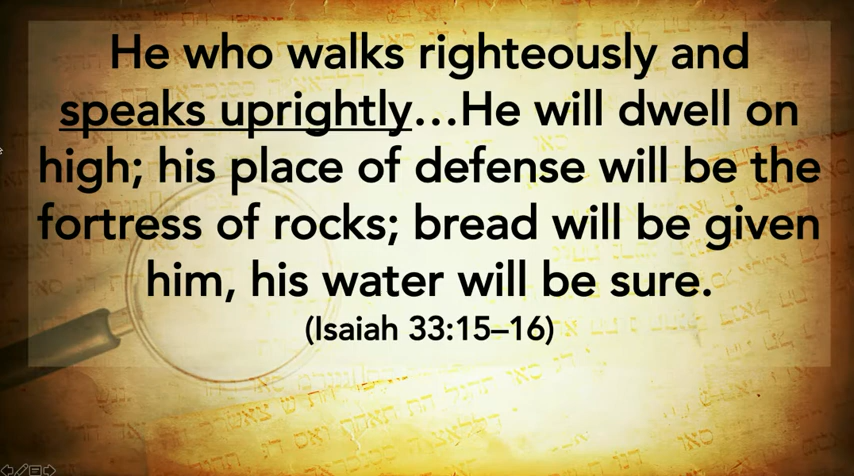 He who walks righteously and
speaks uprightly…He will dwell on
high; his place of defense will be the
fortress of rocks; bread will be given
him, his water will be sure.
(Isaiah 33:15–16)